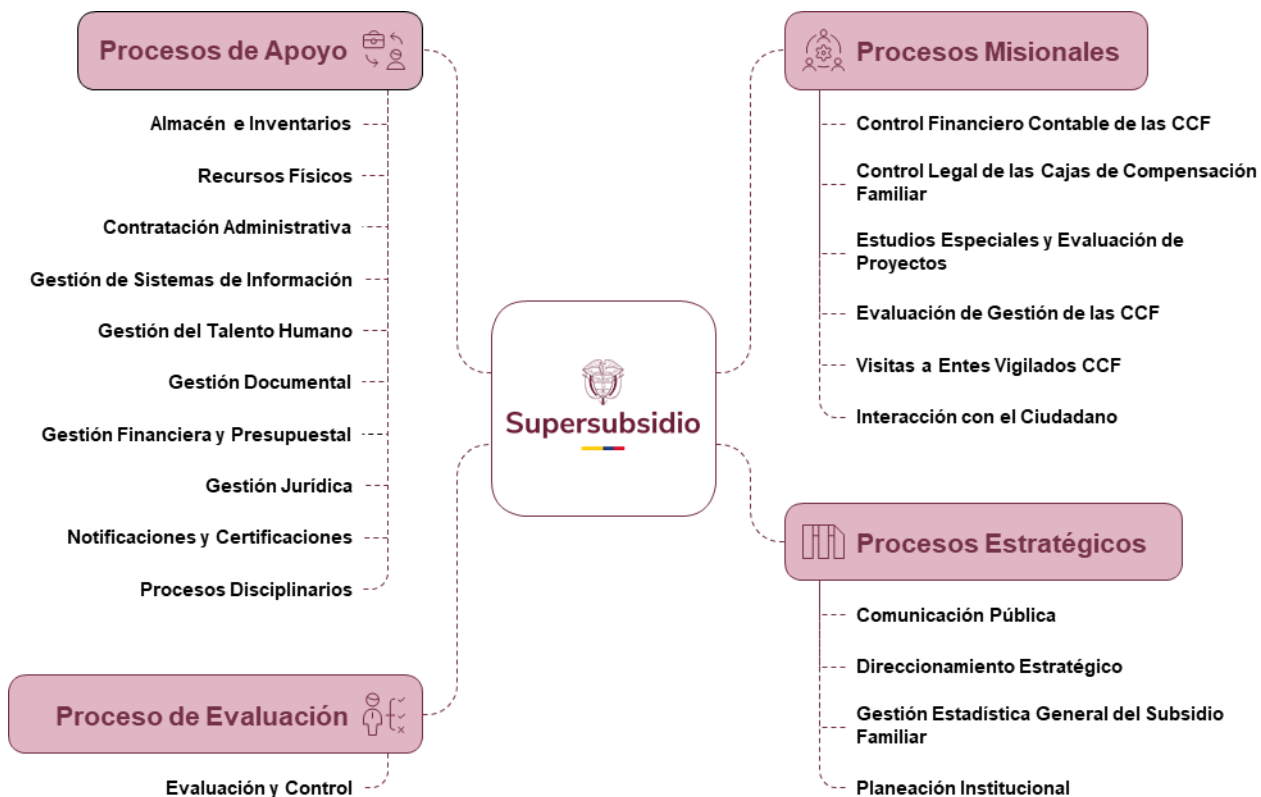 Procesos de Apoyo
Almacén e Inventarios
Recursos Físicos
Contratación Administrativa
Gestión de Sistemas de Información
Gestión del Talento Humano
Gestión Documental
Gestión Financiera y Presupuestal
Gestión Jurídica
Notificaciones y Certificaciones
Procesos Disciplinarios
Proceso de Evaluación
Evaluación y Control
Supersubsidio
Procesos Misionales
Control Financiero Contable de las CCF
Control Legal de las Cajas de Compensación
Familiar
Estudios Especiales y Evaluación de
Proyectos
Evaluación de Gestión de las CCF
Visitas a Entes Vigilados CCF
Interacción con el Ciudadano
Procesos Estratégicos
Comunicación Pública
Direccionamiento Estratégico
Gestión Estadística General del Subsidio
Familiar
Planeación Institucional